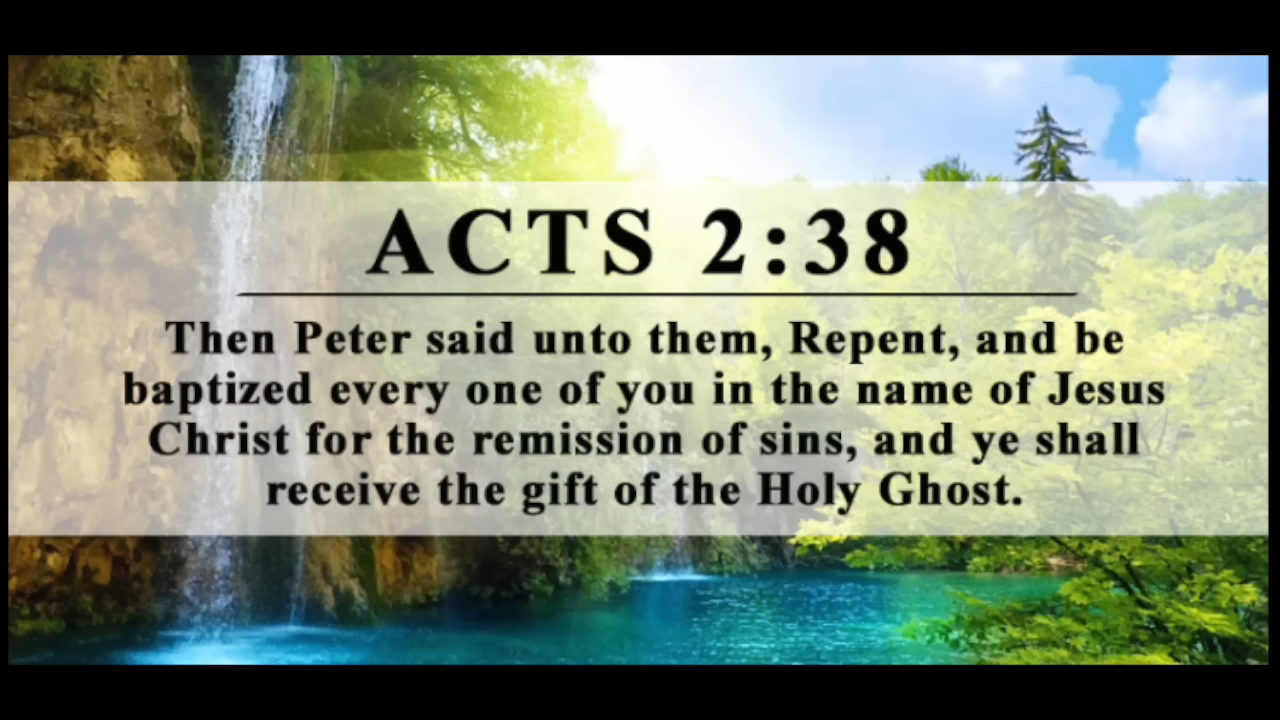 ACTS 2:38
Then Peter said unto them, Repent, and be
baptized every one of you in the name of Jesus
Christ for the remission of sins, and ye shall
receive the gift of the Holy Ghost.